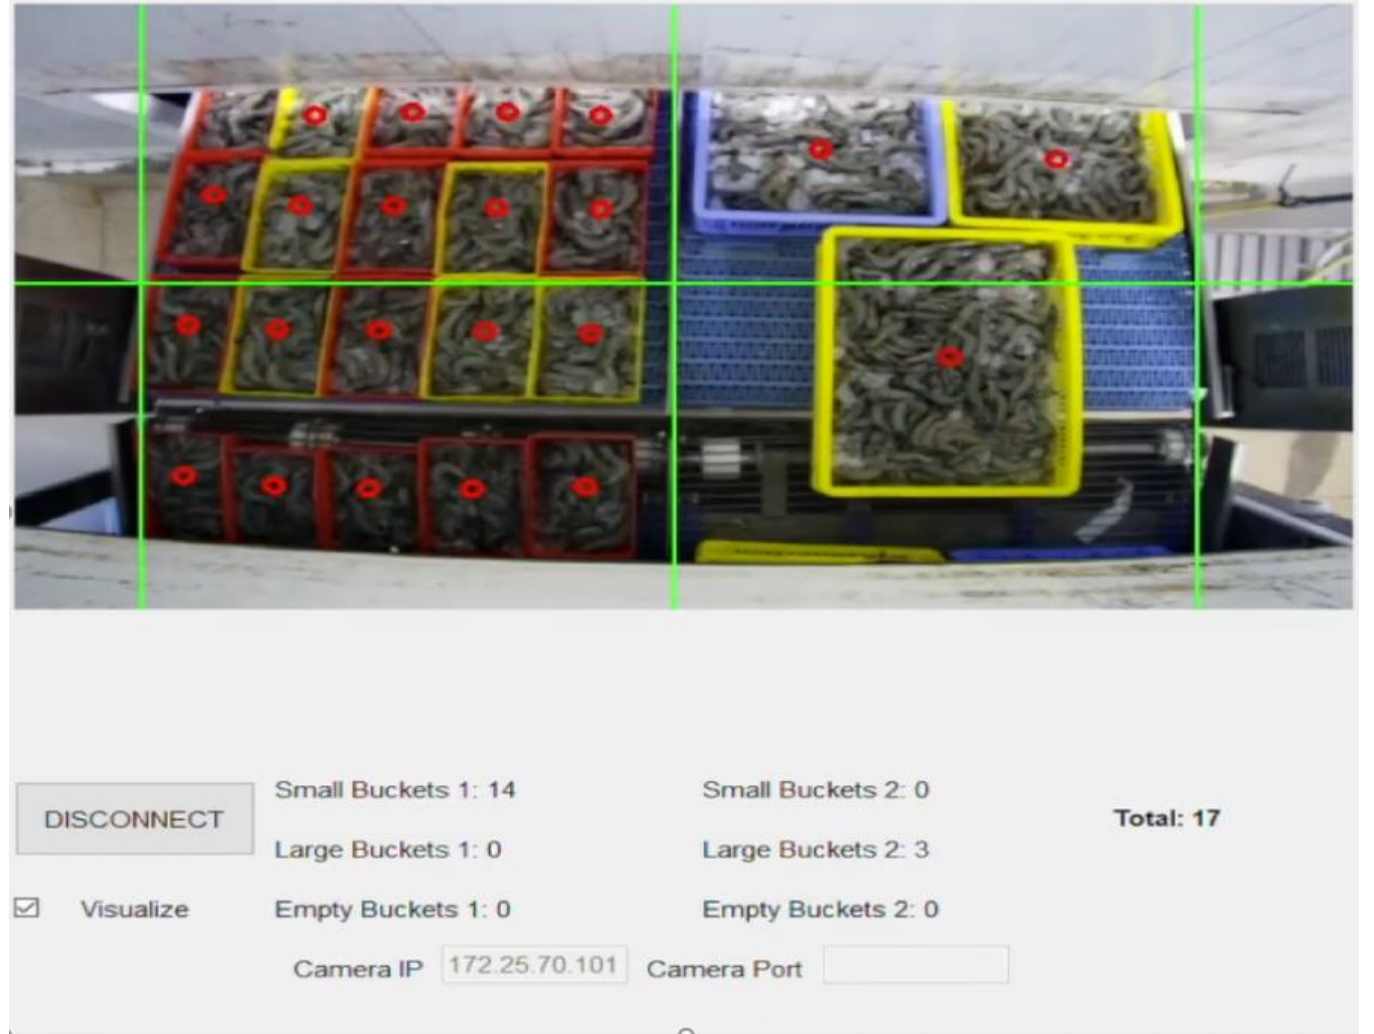 Small Buckets 1: 14
Small Buckets 2: 0
DISCONNECT
Total: 17
Large Buckets 1: 0
Large Buckets 2: 3
Visualize
Empty Buckets 1: 0
Empty Buckets 2: 0
Camera IP 172.25.70.101
Camera Port